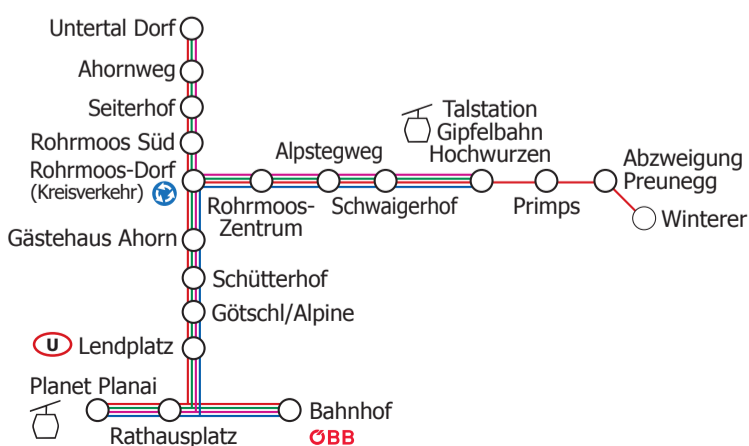 Untertal Dorf
Ahornweg
Seiterhof
Rohrmoos Süd
Rohrmoos-Dorf
(Kreisverkehr)
Alpstegweg
Talstation
Gipfelbahn
Hochwurzen
Abzweigung
Preunegg
Rohrmoos-
Zentrum
Schwaigerhof
Primps
Winterer
Gästehaus Ahorn
Schütterhof
Götschl/Alpine
U Lendplatz
Planet Planai
Rathausplatz
Bahnhof
ÖBB